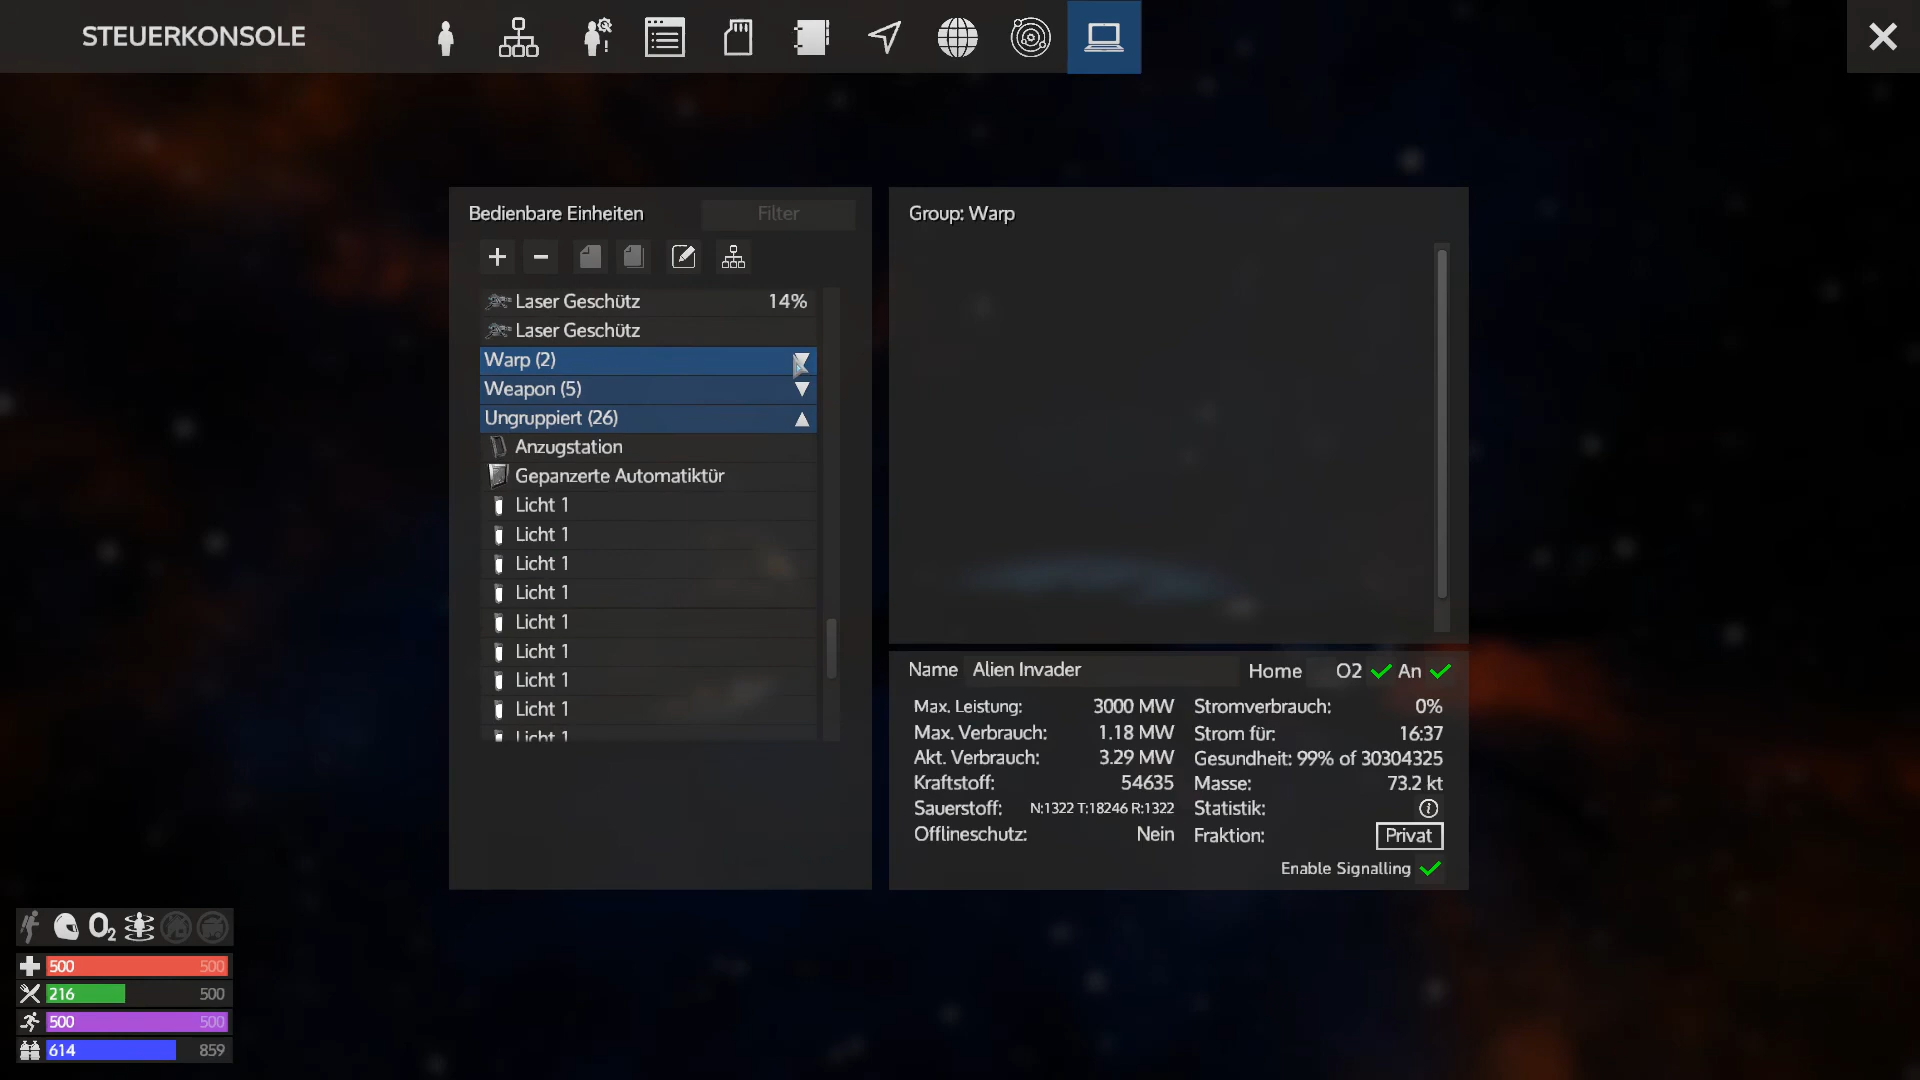 STEUERKONSOLE
Bedienbare Einheiten
Filter
Laser Geschütz 14%
Laser Geschütz
Warp (2)
Weapon (5)
Ungruppiert (26)
Anzugstation
Gepanzerte Automatiktür
Licht 1
Licht 1
Licht 1
Licht 1
Licht 1
Licht 1
Licht 1
Licht 1
Licht 1
Group: Warp
Name Alien Invader Home O2 An
Max. Leistung: 3000 MW Stromverbrauch: 0%
Max. Verbrauch: 1.18 MW Strom für: 16:37
Akt. Verbrauch: 3.29 MW Gesundheit: 99% of 30304325
Kraftstoff: 54635 Masse: 73.2 kt
Sauerstoff: N:1322 T:18246 R:1322 Statistik:
Offlineschutz: Nein Fraktion: Privat
Enable Signalling
O2
500 500
216 500
500 500
614 859